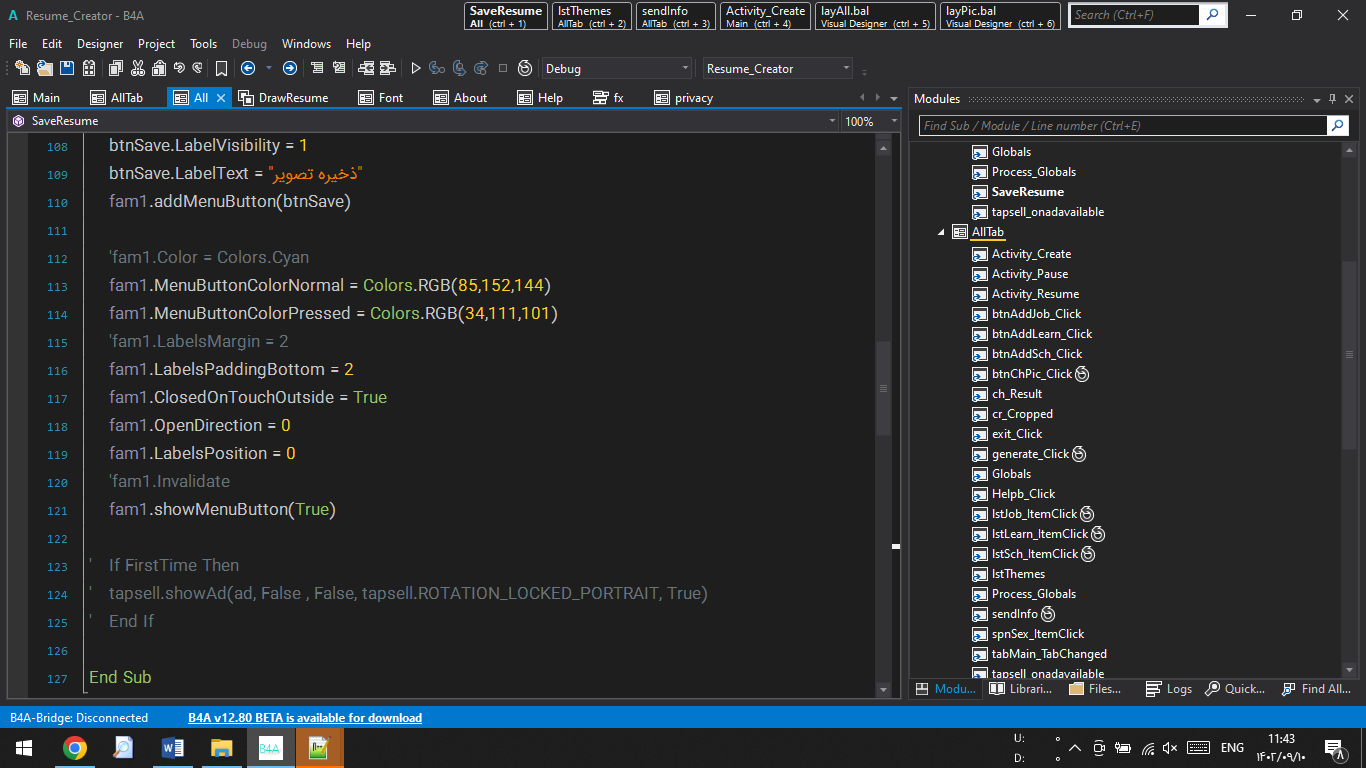 Resume_Creator - B4A
SaveResume
All (ctrl + 1)
lstThemes
AllTab (ctrl + 2)
sendInfo
AllTab (ctrl + 3)
Activity_Create
Main (ctrl + 4)
layAll.bal
Visual Designer (ctrl + 5)
layPic.bal
Visual Designer (ctrl + 6)
Search (Ctrl+F)
File Edit Designer Project Tools Debug Windows Help
Debug
Resume_Creator
Main AllTab All DrawResume Font About Help fx privacy
SaveResume
100%
108 btnSave.LabelVisibility = 1
109 btnSave.LabelText = "ذخیره تصویر"
110 fam1.addMenuButton(btnSave)
111
112 'fam1.Color = Colors.Cyan
113 fam1.MenuButtonColorNormal = Colors.RGB(85,152,144)
114 fam1.MenuButtonColorPressed = Colors.RGB(34,111,101)
115 'fam1.LabelsMargin = 2
116 fam1.LabelsPaddingBottom = 2
117 fam1.ClosedOnTouchOutside = True
118 fam1.OpenDirection = 0
119 fam1.LabelsPosition = 0
120 'fam1.Invalidate
121 fam1.showMenuButton(True)
122
123 ' If FirstTime Then
124 ' tapsell.showAd(ad, False , False, tapsell.ROTATION_LOCKED_PORTRAIT, True)
125 ' End If
126
127 End Sub
Modules
Find Sub / Module / Line number (Ctrl+E)
Globals
Process_Globals
SaveResume
tapsell_onadavailable
AllTab
Activity_Create
Activity_Pause
Activity_Resume
btnAddJob_Click
btnAddLearn_Click
btnAddSch_Click
btnChPic_Click
ch_Result
cr_Cropped
exit_Click
generate_Click
Globals
Helpb_Click
lstJob_ItemClick
lstLearn_ItemClick
lstSch_ItemClick
lstThemes
Process_Globals
sendInfo
spnSex_ItemClick
tabMain_TabChanged
tapsell_onadavailable
Modu... Librari... Files... Logs Quick... Find All...
B4A-Bridge: Disconnected
B4A v12.80 BETA is available for download
B4A
U:
D:
ENG
11:43
۱۴۰۲/۰۹/۱۰
۸